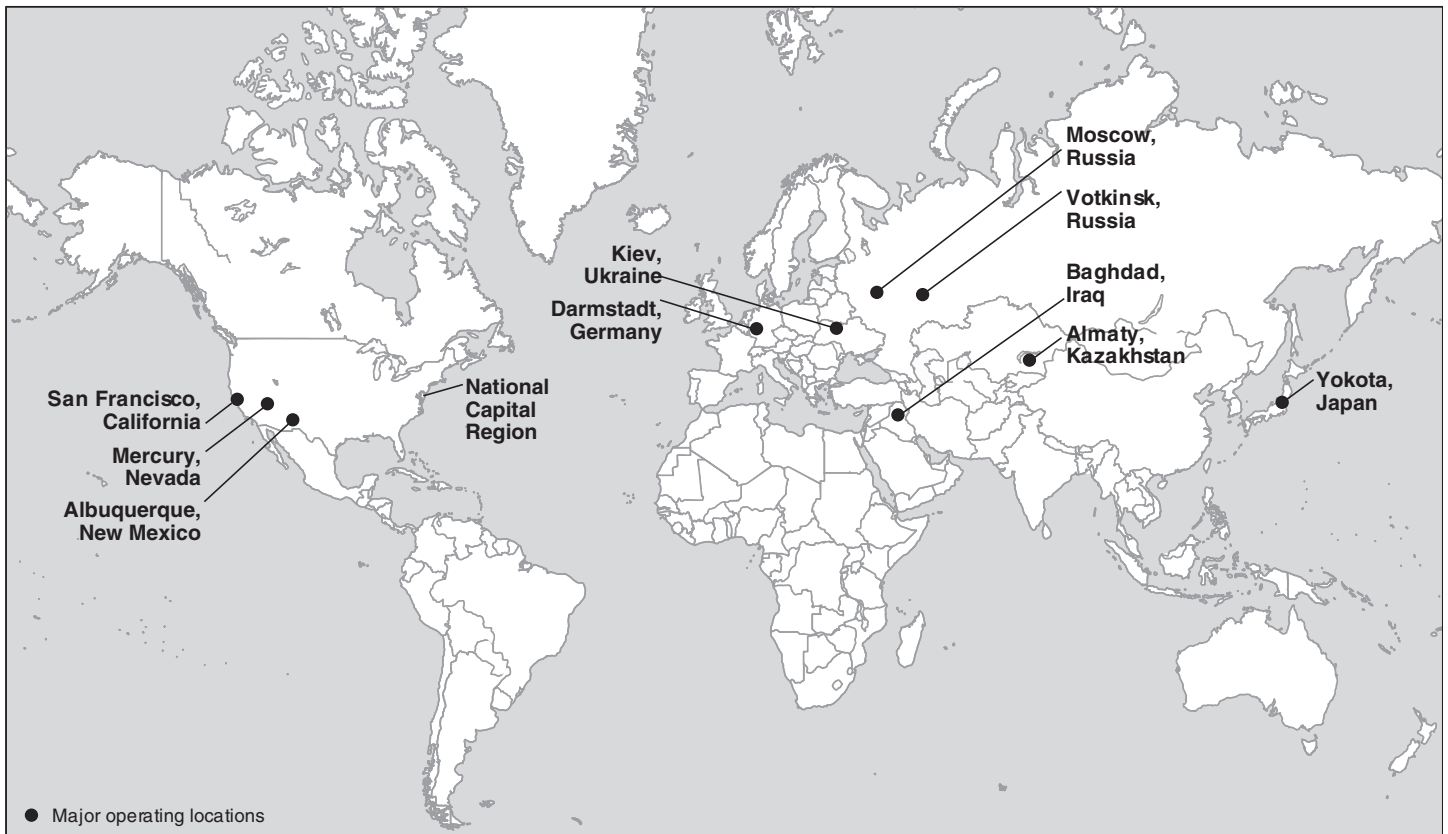 Moscow,
Russia
Votkinsk,
Russia
Kiev,
Ukraine
Baghdad,
Iraq
Darmstadt,
Germany
Almaty,
Kazakhstan
National
Capital
Region
Yokota,
Japan
San Francisco,
California
Mercury,
Nevada
Albuquerque,
New Mexico
Major operating locations